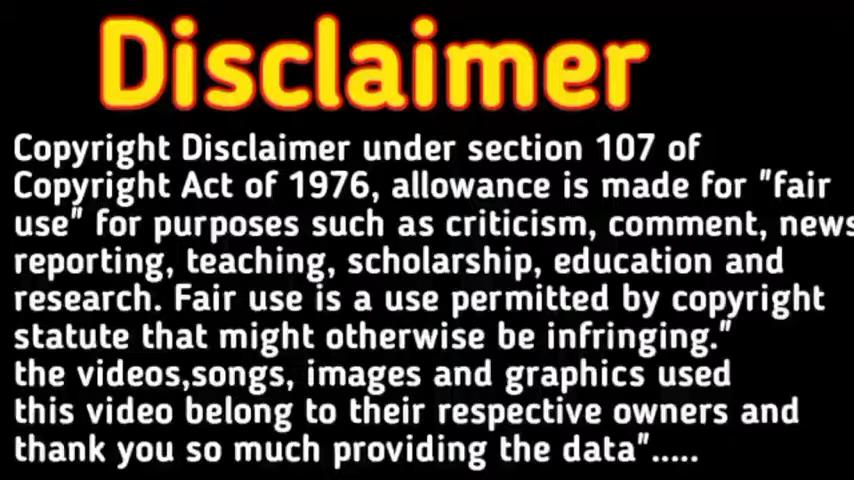 Disclaimer
Copyright Disclaimer under section 107 of
Copyright Act of 1976, allowance is made for "fair
use" for purposes such as criticism, comment, news
reporting, teaching, scholarship, education and
research. Fair use is a use permitted by copyright
statute that might otherwise be infringing."
the videos,songs, images and graphics used
this video belong to their respective owners and
thank you so much providing the data".....